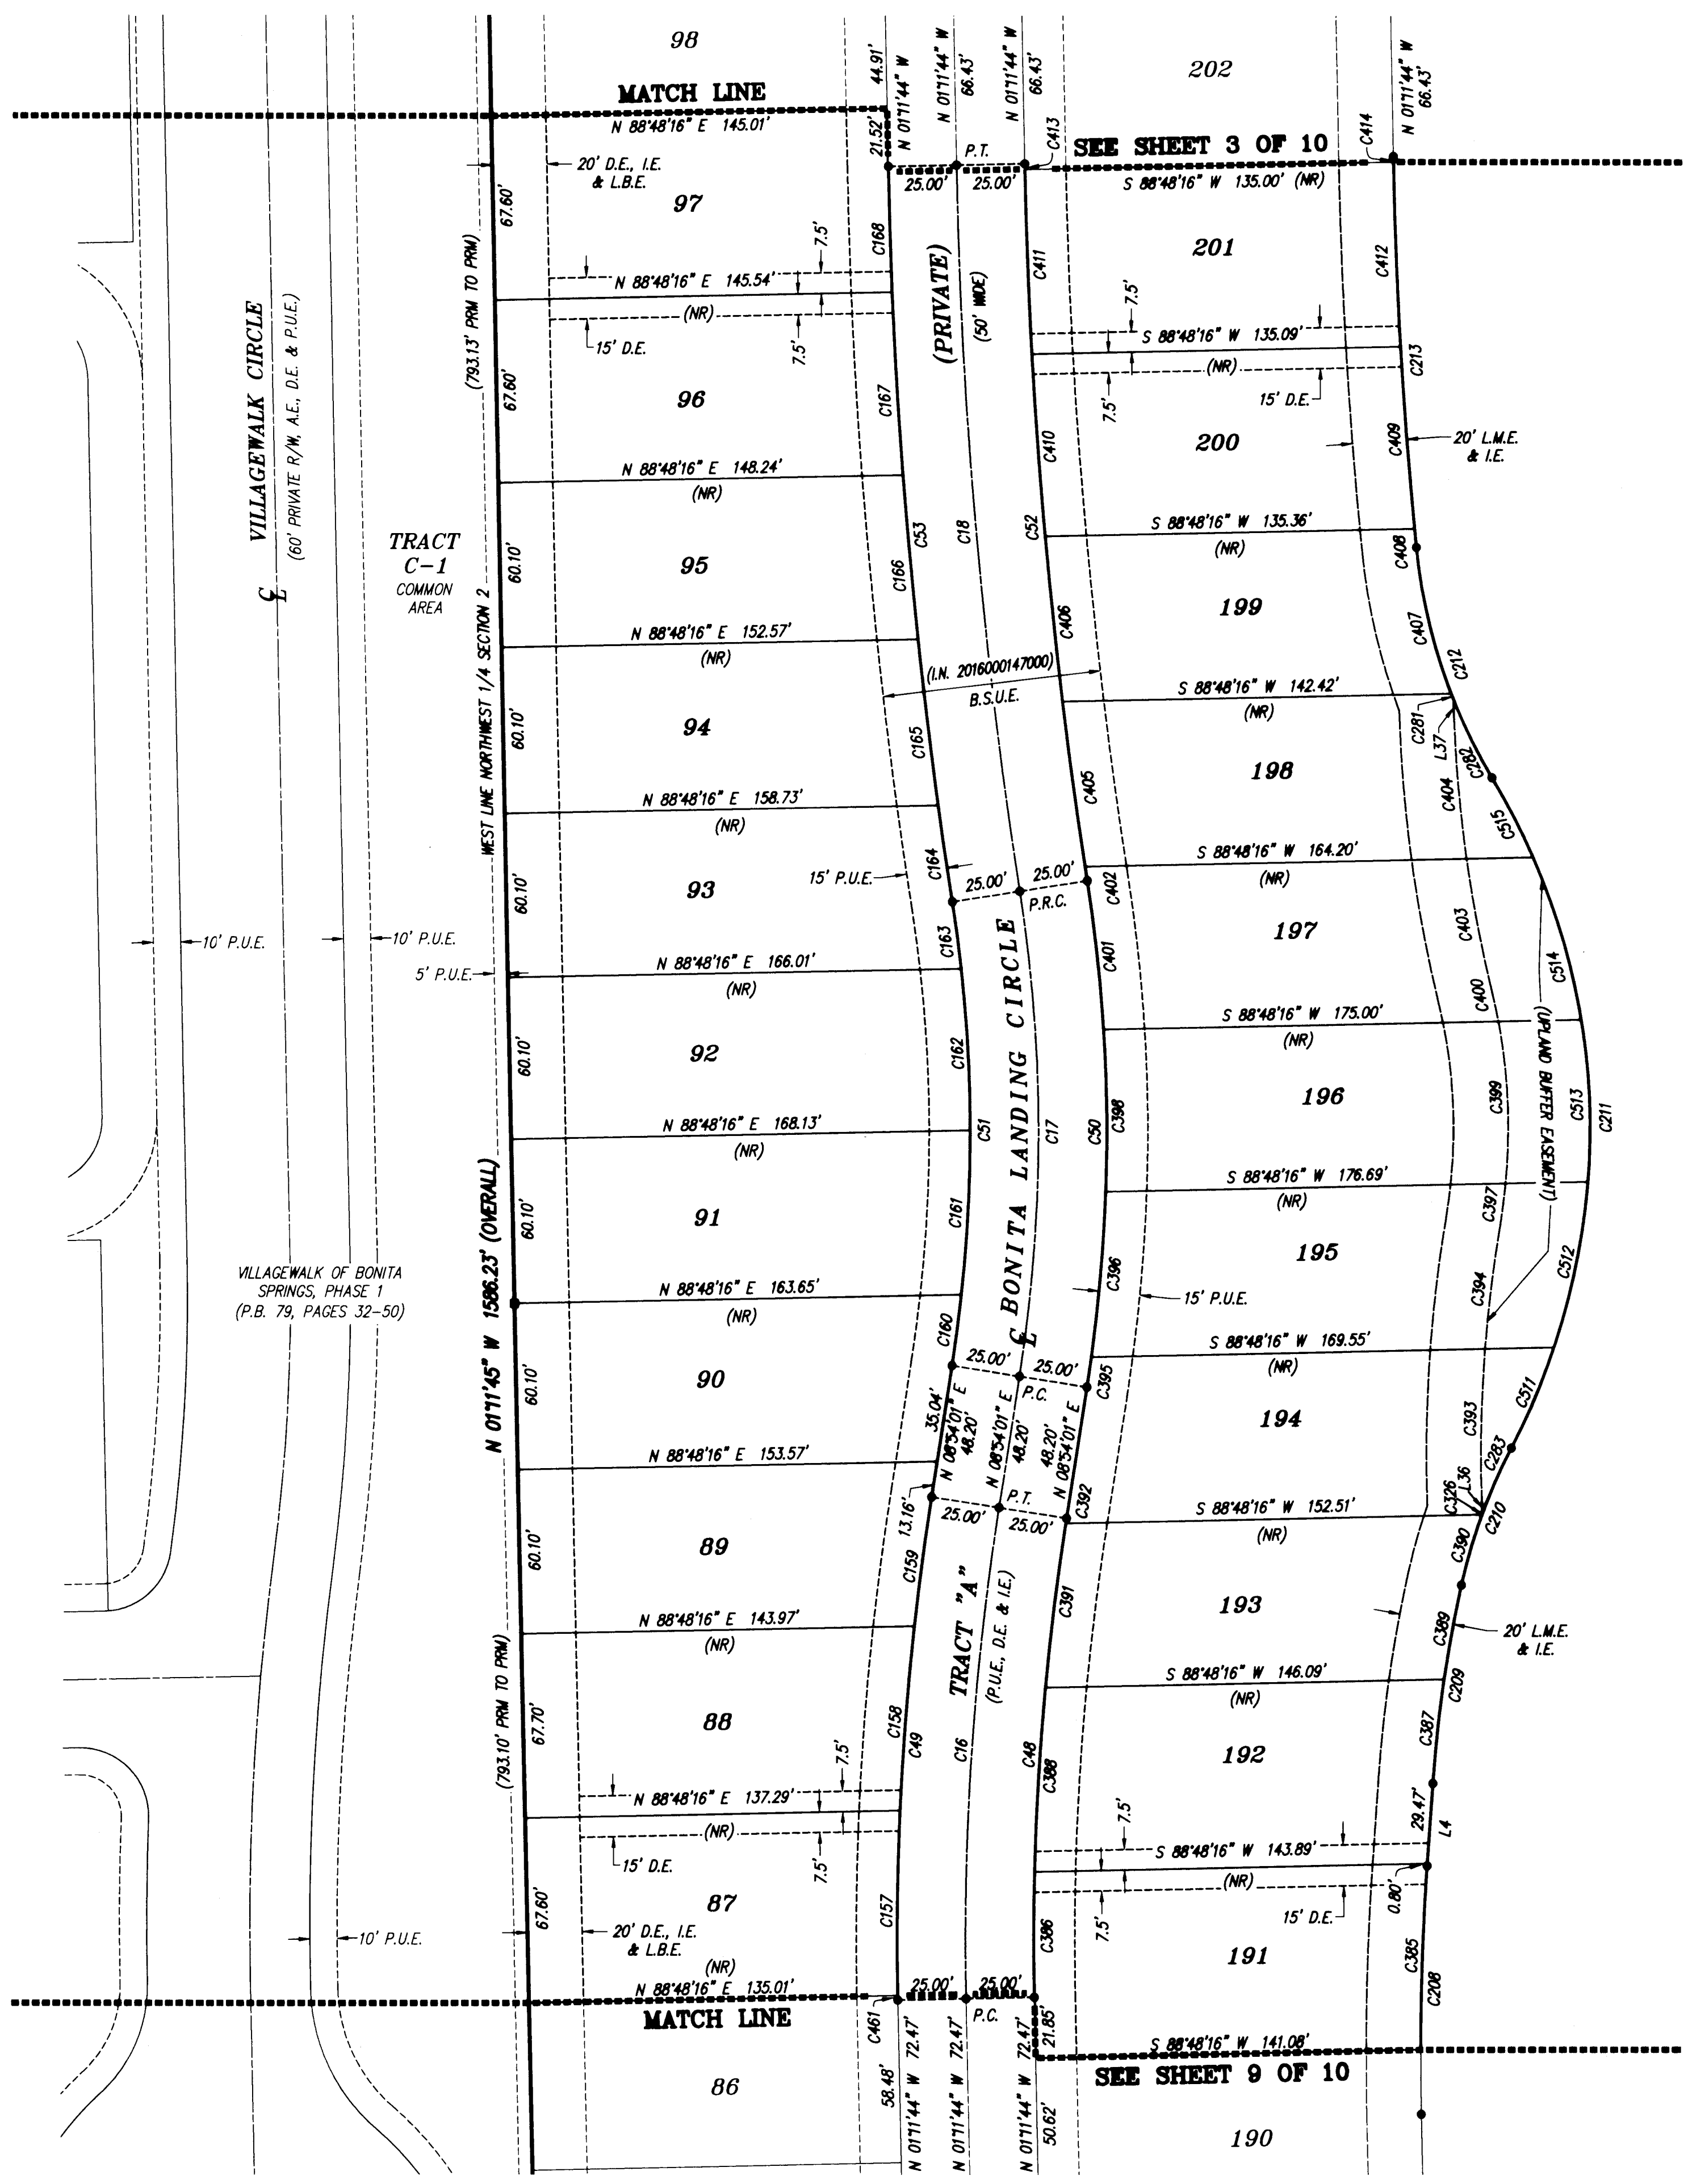 98
202
MATCH LINE
N 88°48'16" E 145.01'
44.91'
21.52'
N 01°11'44" W
N 01°11'44" W
66.43'
N 01°11'44" W
66.43'
C413
P.T.
SEE SHEET 3 OF 10
S 88°48'16" W 135.00' (NR)
C414
N 01°11'44" W
66.43'
25.00'
25.00'
20' D.E., I.E.
& L.B.E.
97
67.60'
C168
7.5'
N 88°48'16" E 145.54'
(NR)
15' D.E.
7.5'
(793.13' PRM TO PRM)
(PRIVATE)
(50' WIDE)
C411
201
C412
7.5'
S 88°48'16" W 135.09'
(NR)
7.5'
15' D.E.
C213
VILLAGEWALK CIRCLE
(60' PRIVATE R/W, A.E., D.E. & P.U.E.)
℄
67.60'
96
C167
C410
200
C409
20' L.M.E.
& I.E.
N 88°48'16" E 148.24'
(NR)
C53
C18
C52
S 88°48'16" W 135.36'
(NR)
C408
TRACT
C-1
COMMON
AREA
60.10'
95
C166
WEST LINE NORTHWEST 1/4 SECTION 2
C406
199
C407
N 88°48'16" E 152.57'
(NR)
(I.N. 2016000147000)
B.S.U.E.
S 88°48'16" W 142.42'
(NR)
C212
C281
L37
60.10'
94
C165
C405
198
C404
C282
C515
N 88°48'16" E 158.73'
(NR)
S 88°48'16" W 164.20'
(NR)
60.10'
93
15' P.U.E.
C164
25.00'
25.00'
P.R.C.
C402
10' P.U.E.
10' P.U.E.
5' P.U.E.
C163
C401
197
C403
C514
N 88°48'16" E 166.01'
(NR)
C400
S 88°48'16" W 175.00'
(NR)
(UPLAND BUFFER EASEMENT)
60.10'
92
C162
℄ BONITA LANDING CIRCLE
C51
C17
C50
C398
196
C399
C513
C211
N 88°48'16" E 168.13'
(NR)
S 88°48'16" W 176.69'
(NR)
60.10'
91
C161
C397
N 01°11'45" W 1586.23' (OVERALL)
VILLAGEWALK OF BONITA
SPRINGS, PHASE 1
(P.B. 79, PAGES 32-50)
N 88°48'16" E 163.65'
(NR)
C396
195
C394
C512
15' P.U.E.
C160
25.00'
25.00'
P.C.
C395
S 88°48'16" W 169.55'
(NR)
60.10'
90
35.04'
N 08°54'01" E
48.20'
N 08°54'01" E
48.20'
48.20'
N 08°54'01" E
194
C393
C511
C283
N 88°48'16" E 153.57'
(NR)
13.16'
P.T.
25.00'
25.00'
C392
S 88°48'16" W 152.51'
(NR)
C326
L36
C210
60.10'
89
C159
C391
C390
N 88°48'16" E 143.97'
(NR)
TRACT "A"
(P.U.E., D.E. & I.E.)
193
C389
20' L.M.E.
& I.E.
S 88°48'16" W 146.09'
(NR)
C209
(793.10' PRM TO PRM)
67.70'
88
C158
C49
C16
C48
C388
192
C387
7.5'
N 88°48'16" E 137.29'
(NR)
15' D.E.
7.5'
7.5'
S 88°48'16" W 143.89'
(NR)
7.5'
15' D.E.
29.47'
L4
0.80'
67.60'
87
C157
C386
191
C385
C208
10' P.U.E.
20' D.E., I.E.
& L.B.E.
(NR)
N 88°48'16" E 135.01'
MATCH LINE
25.00'
25.00'
P.C.
C461
21.85'
S 88°48'16" W 141.08'
SEE SHEET 9 OF 10
86
58.48'
N 01°11'44" W 72.47'
N 01°11'44" W 72.47'
N 01°11'44" W 72.47'
50.62'
190